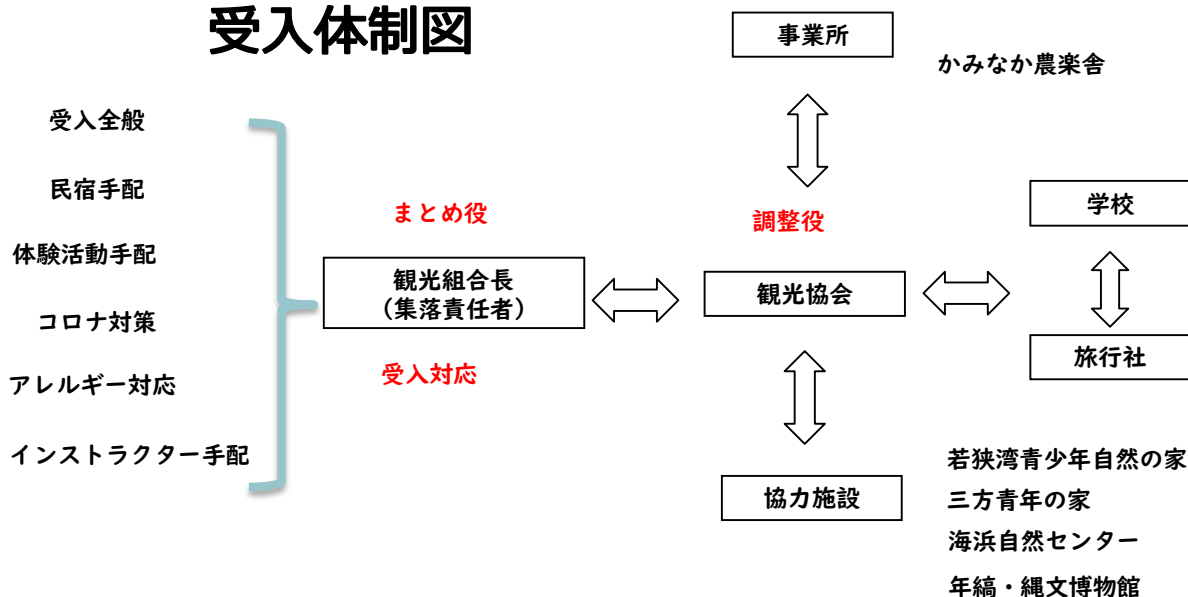 受入体制図
事業所
かみなか農楽舎
受入全般
民宿手配
体験活動手配
コロナ対策
アレルギー対応
インストラクター手配
まとめ役
観光組合長
（集落責任者）
受入対応
調整役
観光協会
学校
旅行社
協力施設
若狭湾青少年自然の家
三方青年の家
海浜自然センター
年縞・縄文博物館